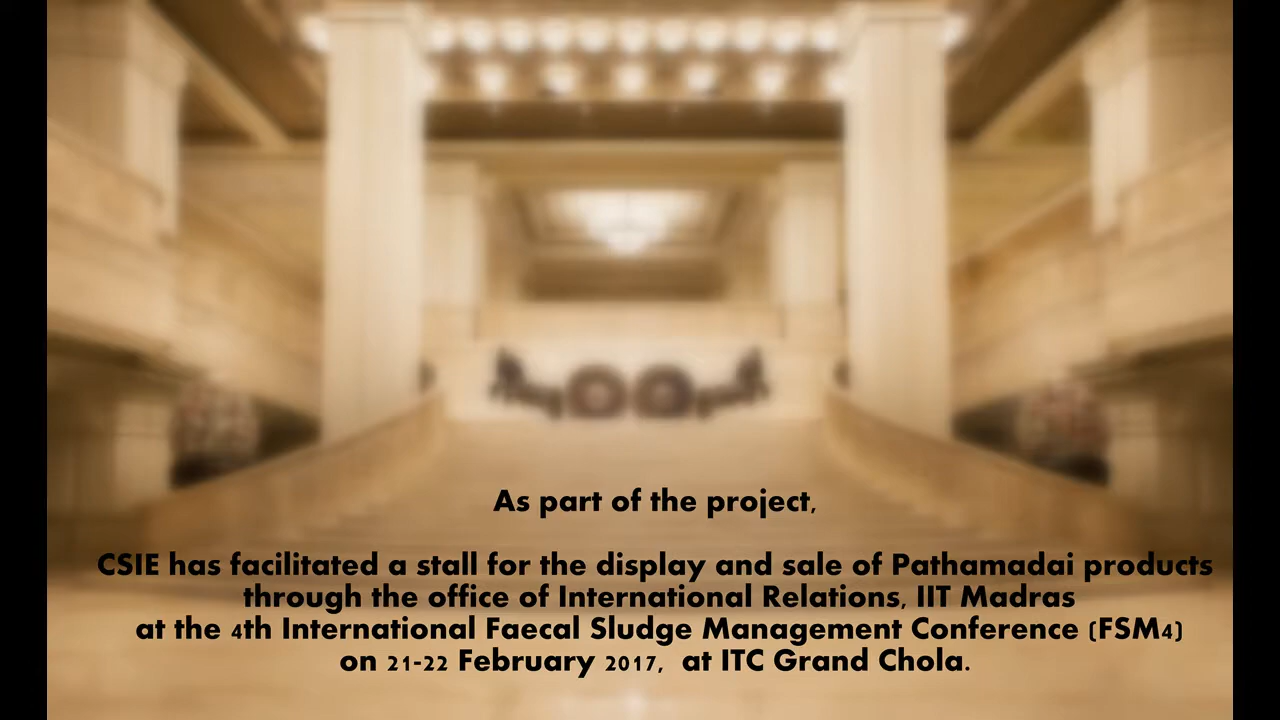 As part of the project,
CSIE has facilitated a stall for the display and sale of Pathamadai products
through the office of International Relations, IIT Madras
at the 4th International Faecal Sludge Management Conference (FSM4)
on 21-22 February 2017,  at ITC Grand Chola.